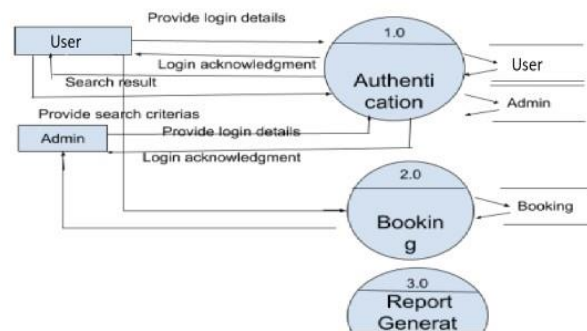 Provide login details
1.0
User
Login acknowledgment
User
Search result
Authenti
cation
Admin
Provide search criterias
Provide login details
Admin
Login acknowledgment
2.0
Booking
Bookin
g
3.0
Report
Generat